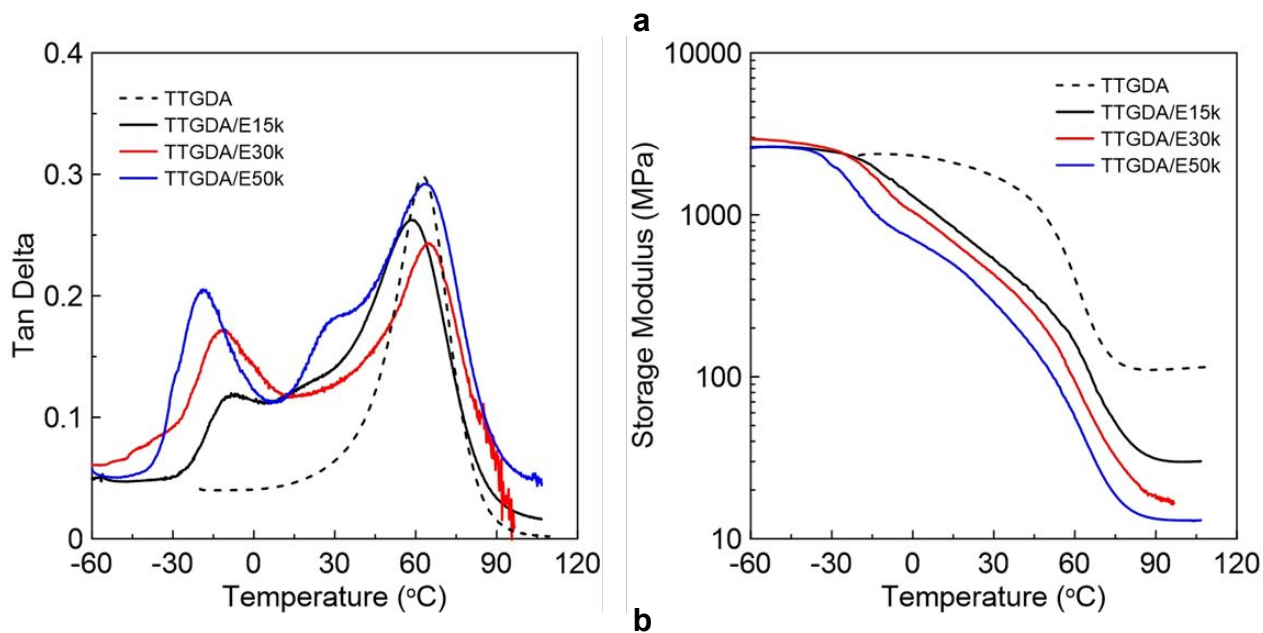 a
0.4
0.3
0.2
0.1
0
-60
-30
0
30
60
90
120
Tan Delta
Temperature (°C)
TTGDA
TTGDA/E15k
TTGDA/E30k
TTGDA/E50k
10000
1000
100
10
-60
-30
0
30
60
90
120
Storage Modulus (MPa)
Temperature (°C)
TTGDA
TTGDA/E15k
TTGDA/E30k
TTGDA/E50k
b